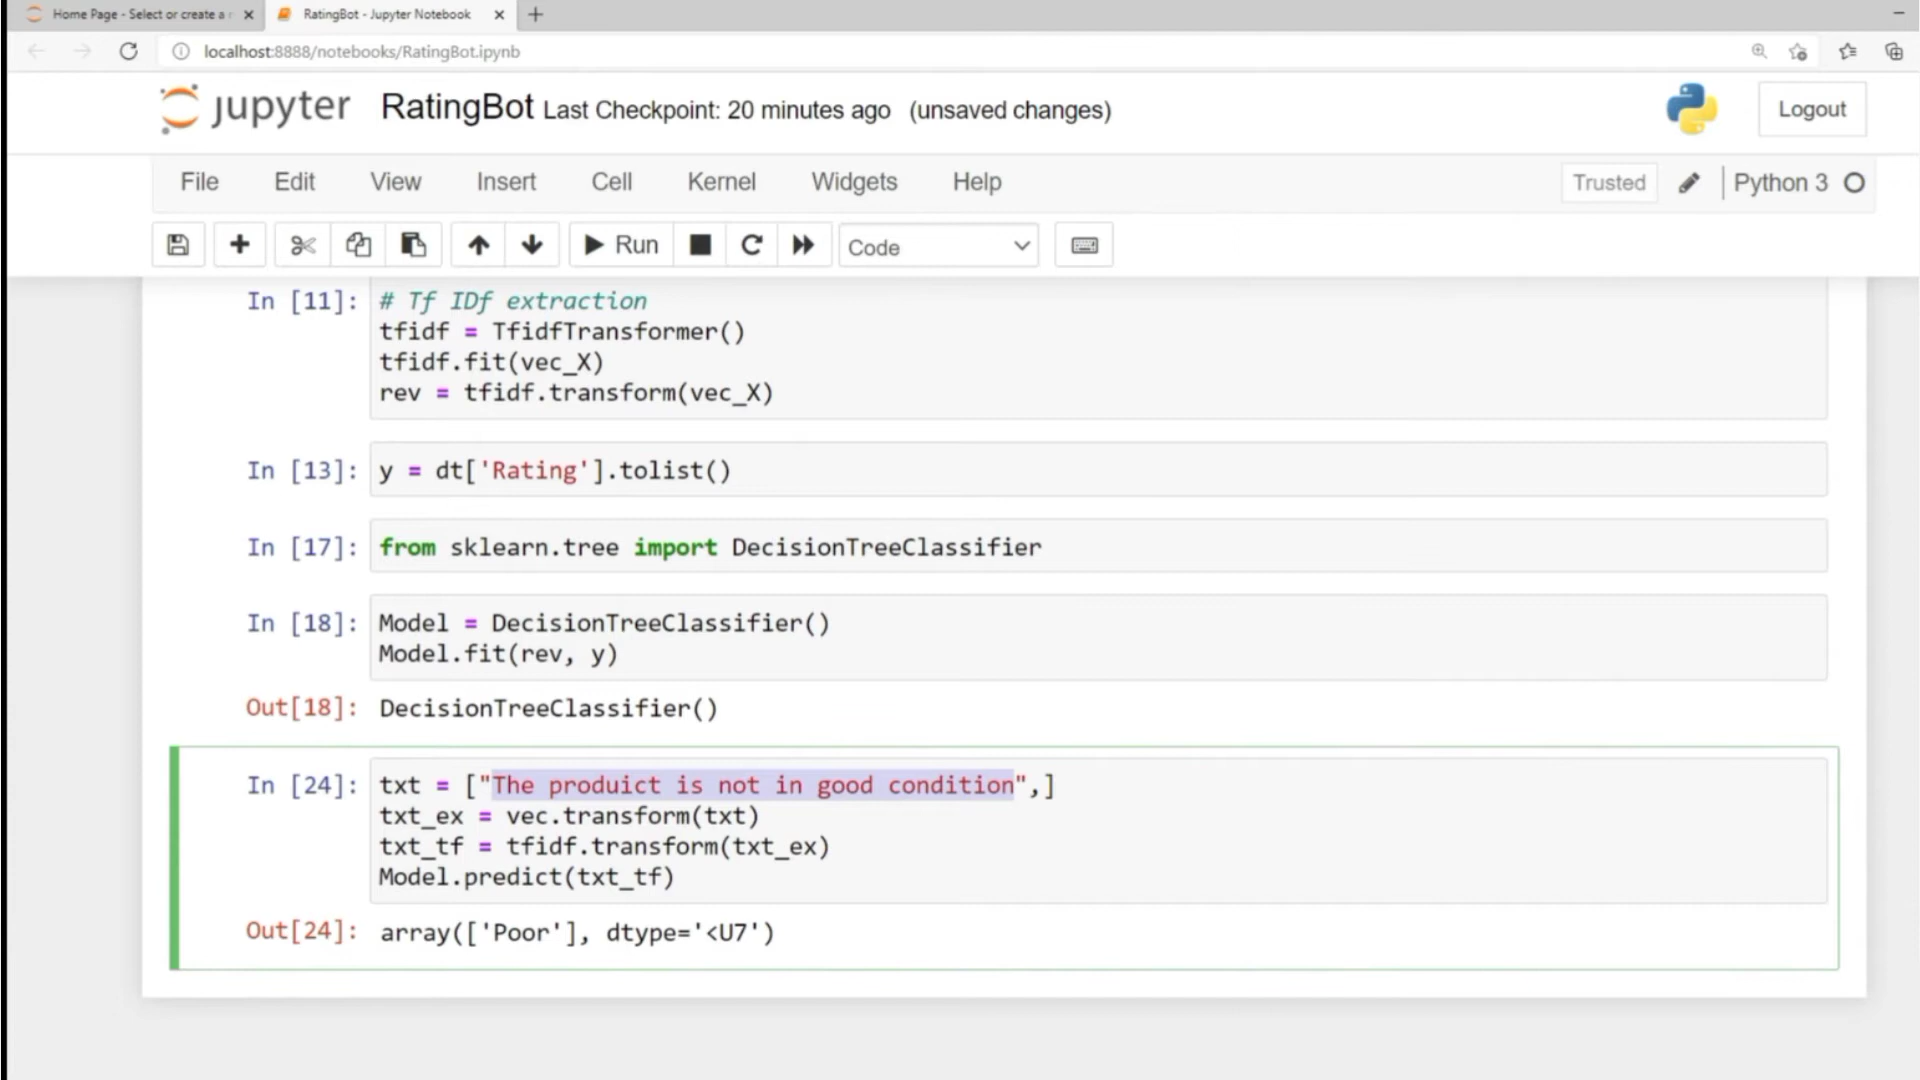 Home Page - Select or create a n
RatingBot - Jupyter Notebook
localhost:8888/notebooks/RatingBot.ipynb
jupyter RatingBot Last Checkpoint: 20 minutes ago (unsaved changes)
Logout
File Edit View Insert Cell Kernel Widgets Help
Trusted
Python 3
Run
Code
In [11]: # Tf IDf extraction
tfidf = TfidfTransformer()
tfidf.fit(vec_X)
rev = tfidf.transform(vec_X)
In [13]: y = dt['Rating'].tolist()
In [17]: from sklearn.tree import DecisionTreeClassifier
In [18]: Model = DecisionTreeClassifier()
Model.fit(rev, y)
Out[18]: DecisionTreeClassifier()
In [24]: txt = ["The produict is not in good condition",]
txt_ex = vec.transform(txt)
txt_tf = tfidf.transform(txt_ex)
Model.predict(txt_tf)
Out[24]: array(['Poor'], dtype='<U7')